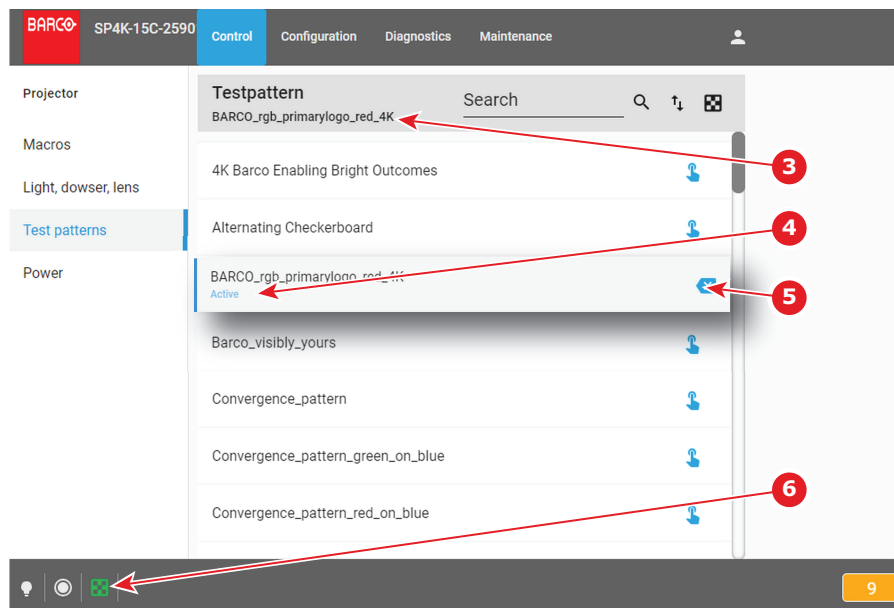 BARCO
SP4K-15C-2590
Control
Configuration
Diagnostics
Maintenance
Projector
Macros
Light, dowser, lens
Test patterns
Power
Testpattern
BARCO_rgb_primarylogo_red_4K
Search
4K Barco Enabling Bright Outcomes
Alternating Checkerboard
BARCO_rgb_primarylogo_red_4K
Active
Barco_visibly_yours
Convergence_pattern
Convergence_pattern_green_on_blue
Convergence_pattern_red_on_blue
3
4
5
6
9